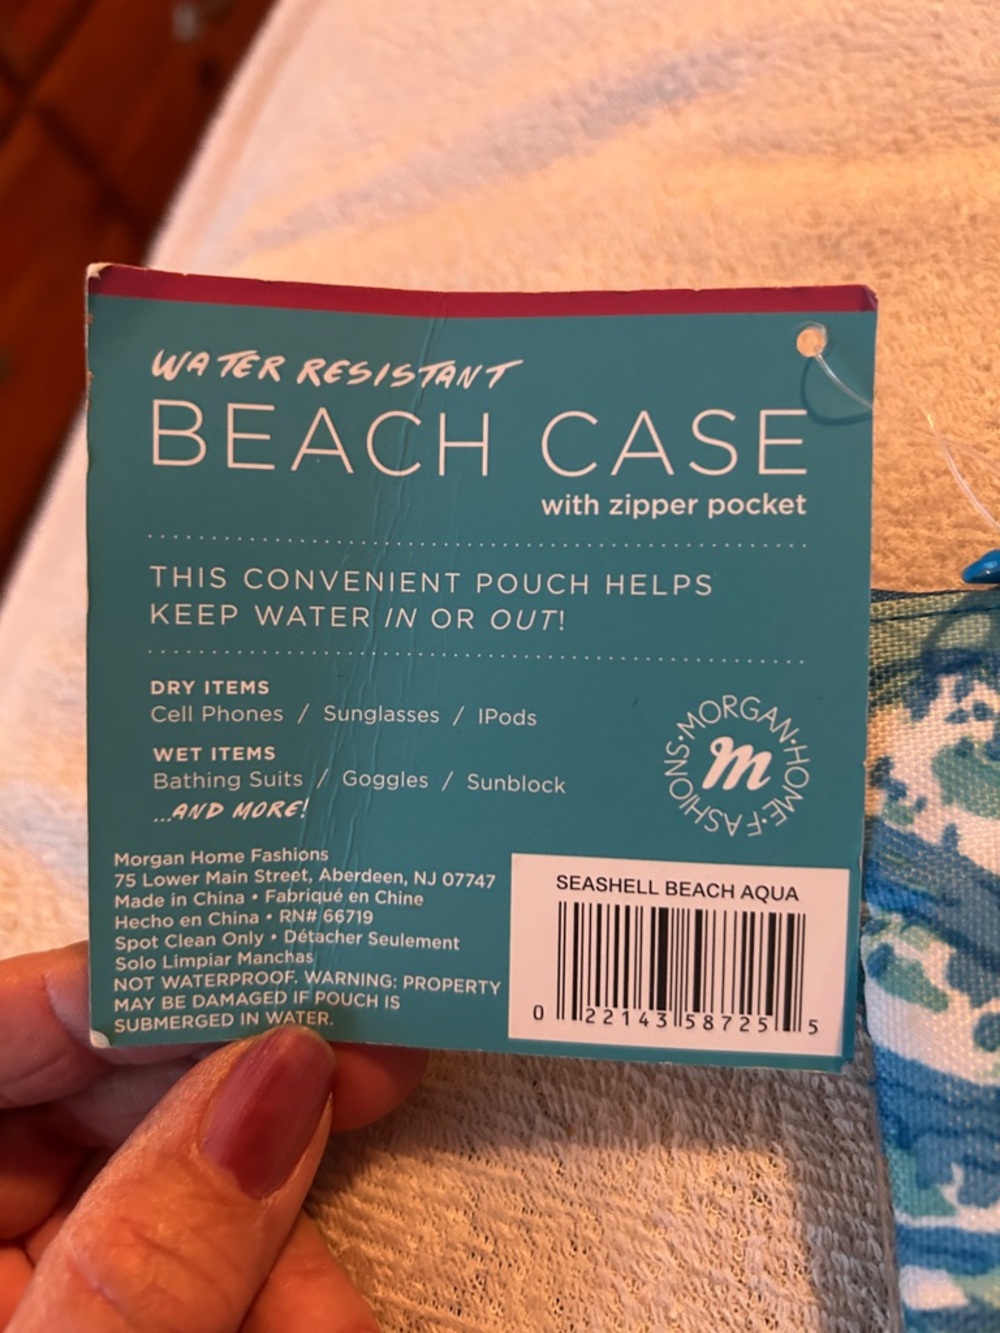 WATER RESISTANT
BEACH CASE
with zipper pocket
THIS CONVENIENT POUCH HELPS
KEEP WATER IN OR OUT!
DRY ITEMS
Cell Phones / Sunglasses / IPods
WET ITEMS
Bathing Suits / Goggles / Sunblock
...AND MORE!
MORGAN·HOME·FASHIONS·
m
Morgan Home Fashions
75 Lower Main Street, Aberdeen, NJ 07747
Made in China • Fabriqué en Chine
Hecho en China • RN# 66719
Spot Clean Only • Détacher Seulement
Solo Limpiar Manchas
NOT WATERPROOF. WARNING: PROPERTY
MAY BE DAMAGED IF POUCH IS
SUBMERGED IN WATER.
SEASHELL BEACH AQUA
0 22143 58725 5